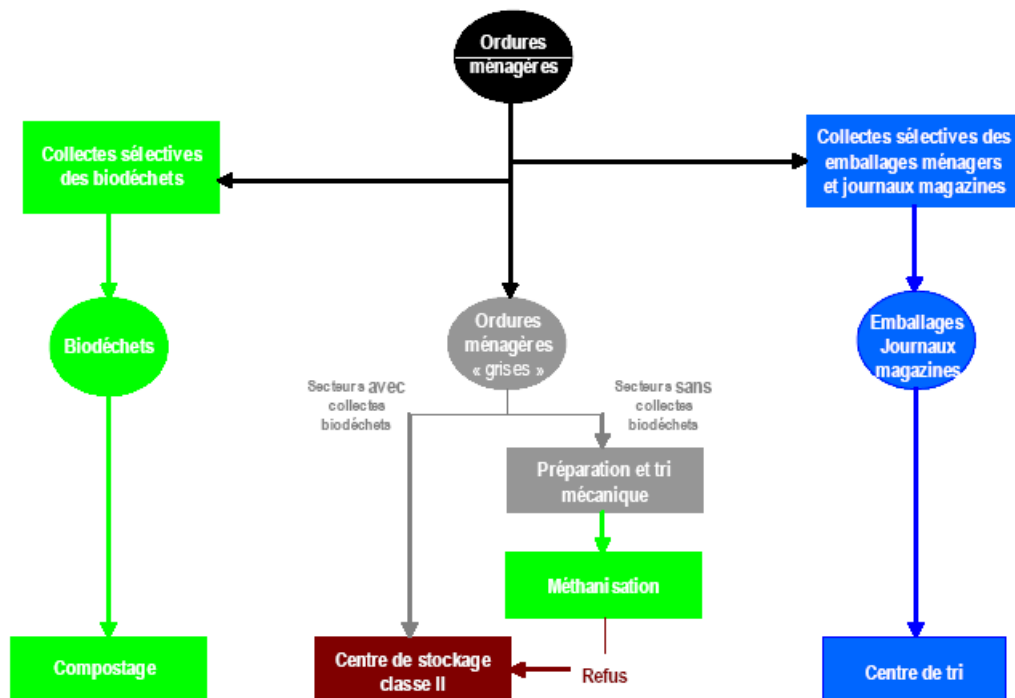 Ordures
ménagères
Collectes sélectives
des biodéchets
Collectes sélectives des
emballages ménagers
et journaux magazines
Biodéchets
Ordures
ménagères
« grises »
Emballages
Journaux
magazines
Secteurs avec
collectes
biodéchets
Secteurs sans
collectes
biodéchets
Préparation et tri
mécanique
Méthanisation
Compostage
Centre de stockage
classe II
Refus
Centre de tri